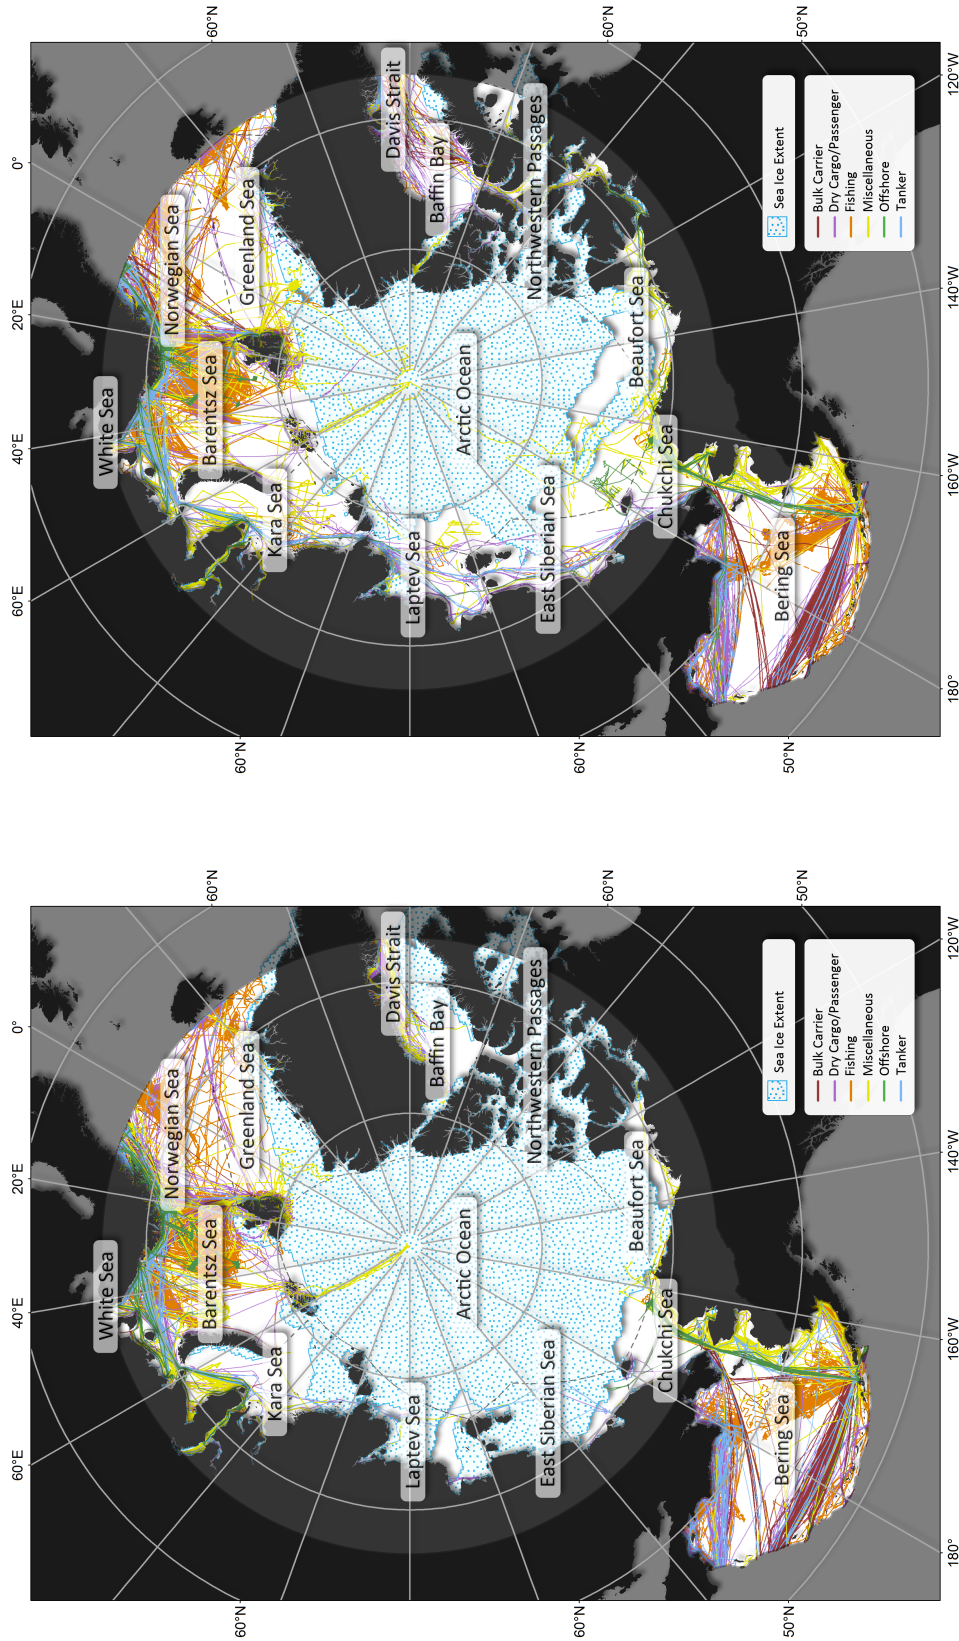 60°E
40°E
20°E
0°
60°N
60°N
White Sea
Norwegian Sea
Barentsz Sea
Greenland Sea
Kara Sea
Davis Strait
Laptev Sea
Baffin Bay
Arctic Ocean
Northwestern Passages
East Siberian Sea
60°N
60°N
Beaufort Sea
Chukchi Sea
Bering Sea
Sea Ice Extent
Bulk Carrier
Dry Cargo/Passenger
Fishing
Miscellaneous
Offshore
Tanker
50°N
50°N
180°
160°W
140°W
120°W
60°E
40°E
20°E
0°
60°N
60°N
White Sea
Norwegian Sea
Barentsz Sea
Greenland Sea
Kara Sea
Davis Strait
Laptev Sea
Baffin Bay
Arctic Ocean
Northwestern Passages
East Siberian Sea
60°N
60°N
Beaufort Sea
Chukchi Sea
Bering Sea
Sea Ice Extent
Bulk Carrier
Dry Cargo/Passenger
Fishing
Miscellaneous
Offshore
Tanker
50°N
50°N
180°
160°W
140°W
120°W